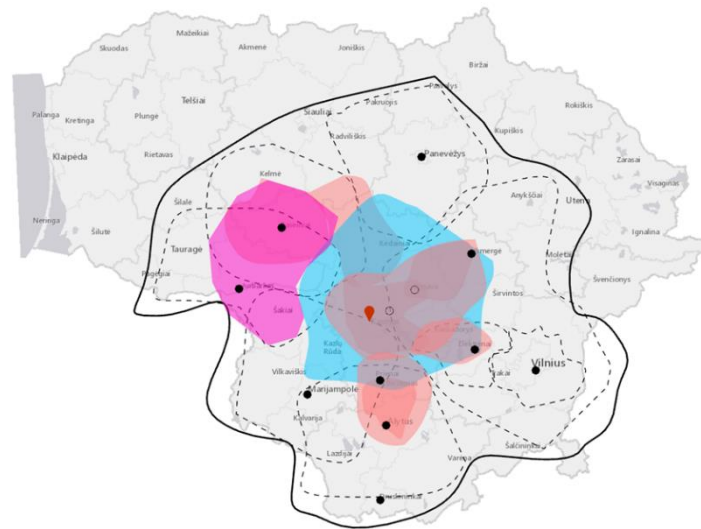 Mažeikiai
Skuodas
Akmenė
Joniškis
Biržai
Pasvalys
Telšiai
Pakruojis
Rokiškis
Palanga
Kretinga
Plungė
Šiauliai
Radviliškis
Kupiškis
Klaipėda
Rietavas
Panevėžys
Zarasai
Kelmė
Visaginas
Šilalė
Anykščiai
Utena
Neringa
Šilutė
Ignalina
Tauragė
Molėtai
Pagėgiai
Švenčionys
Šakiai
Širvintos
Kazlų
Rūda
Vilkaviškis
Trakai
Vilnius
Marijampolė
Kalvarija
Alytus
Šalčininkai
Lazdijai
Varėna
Druskininkai